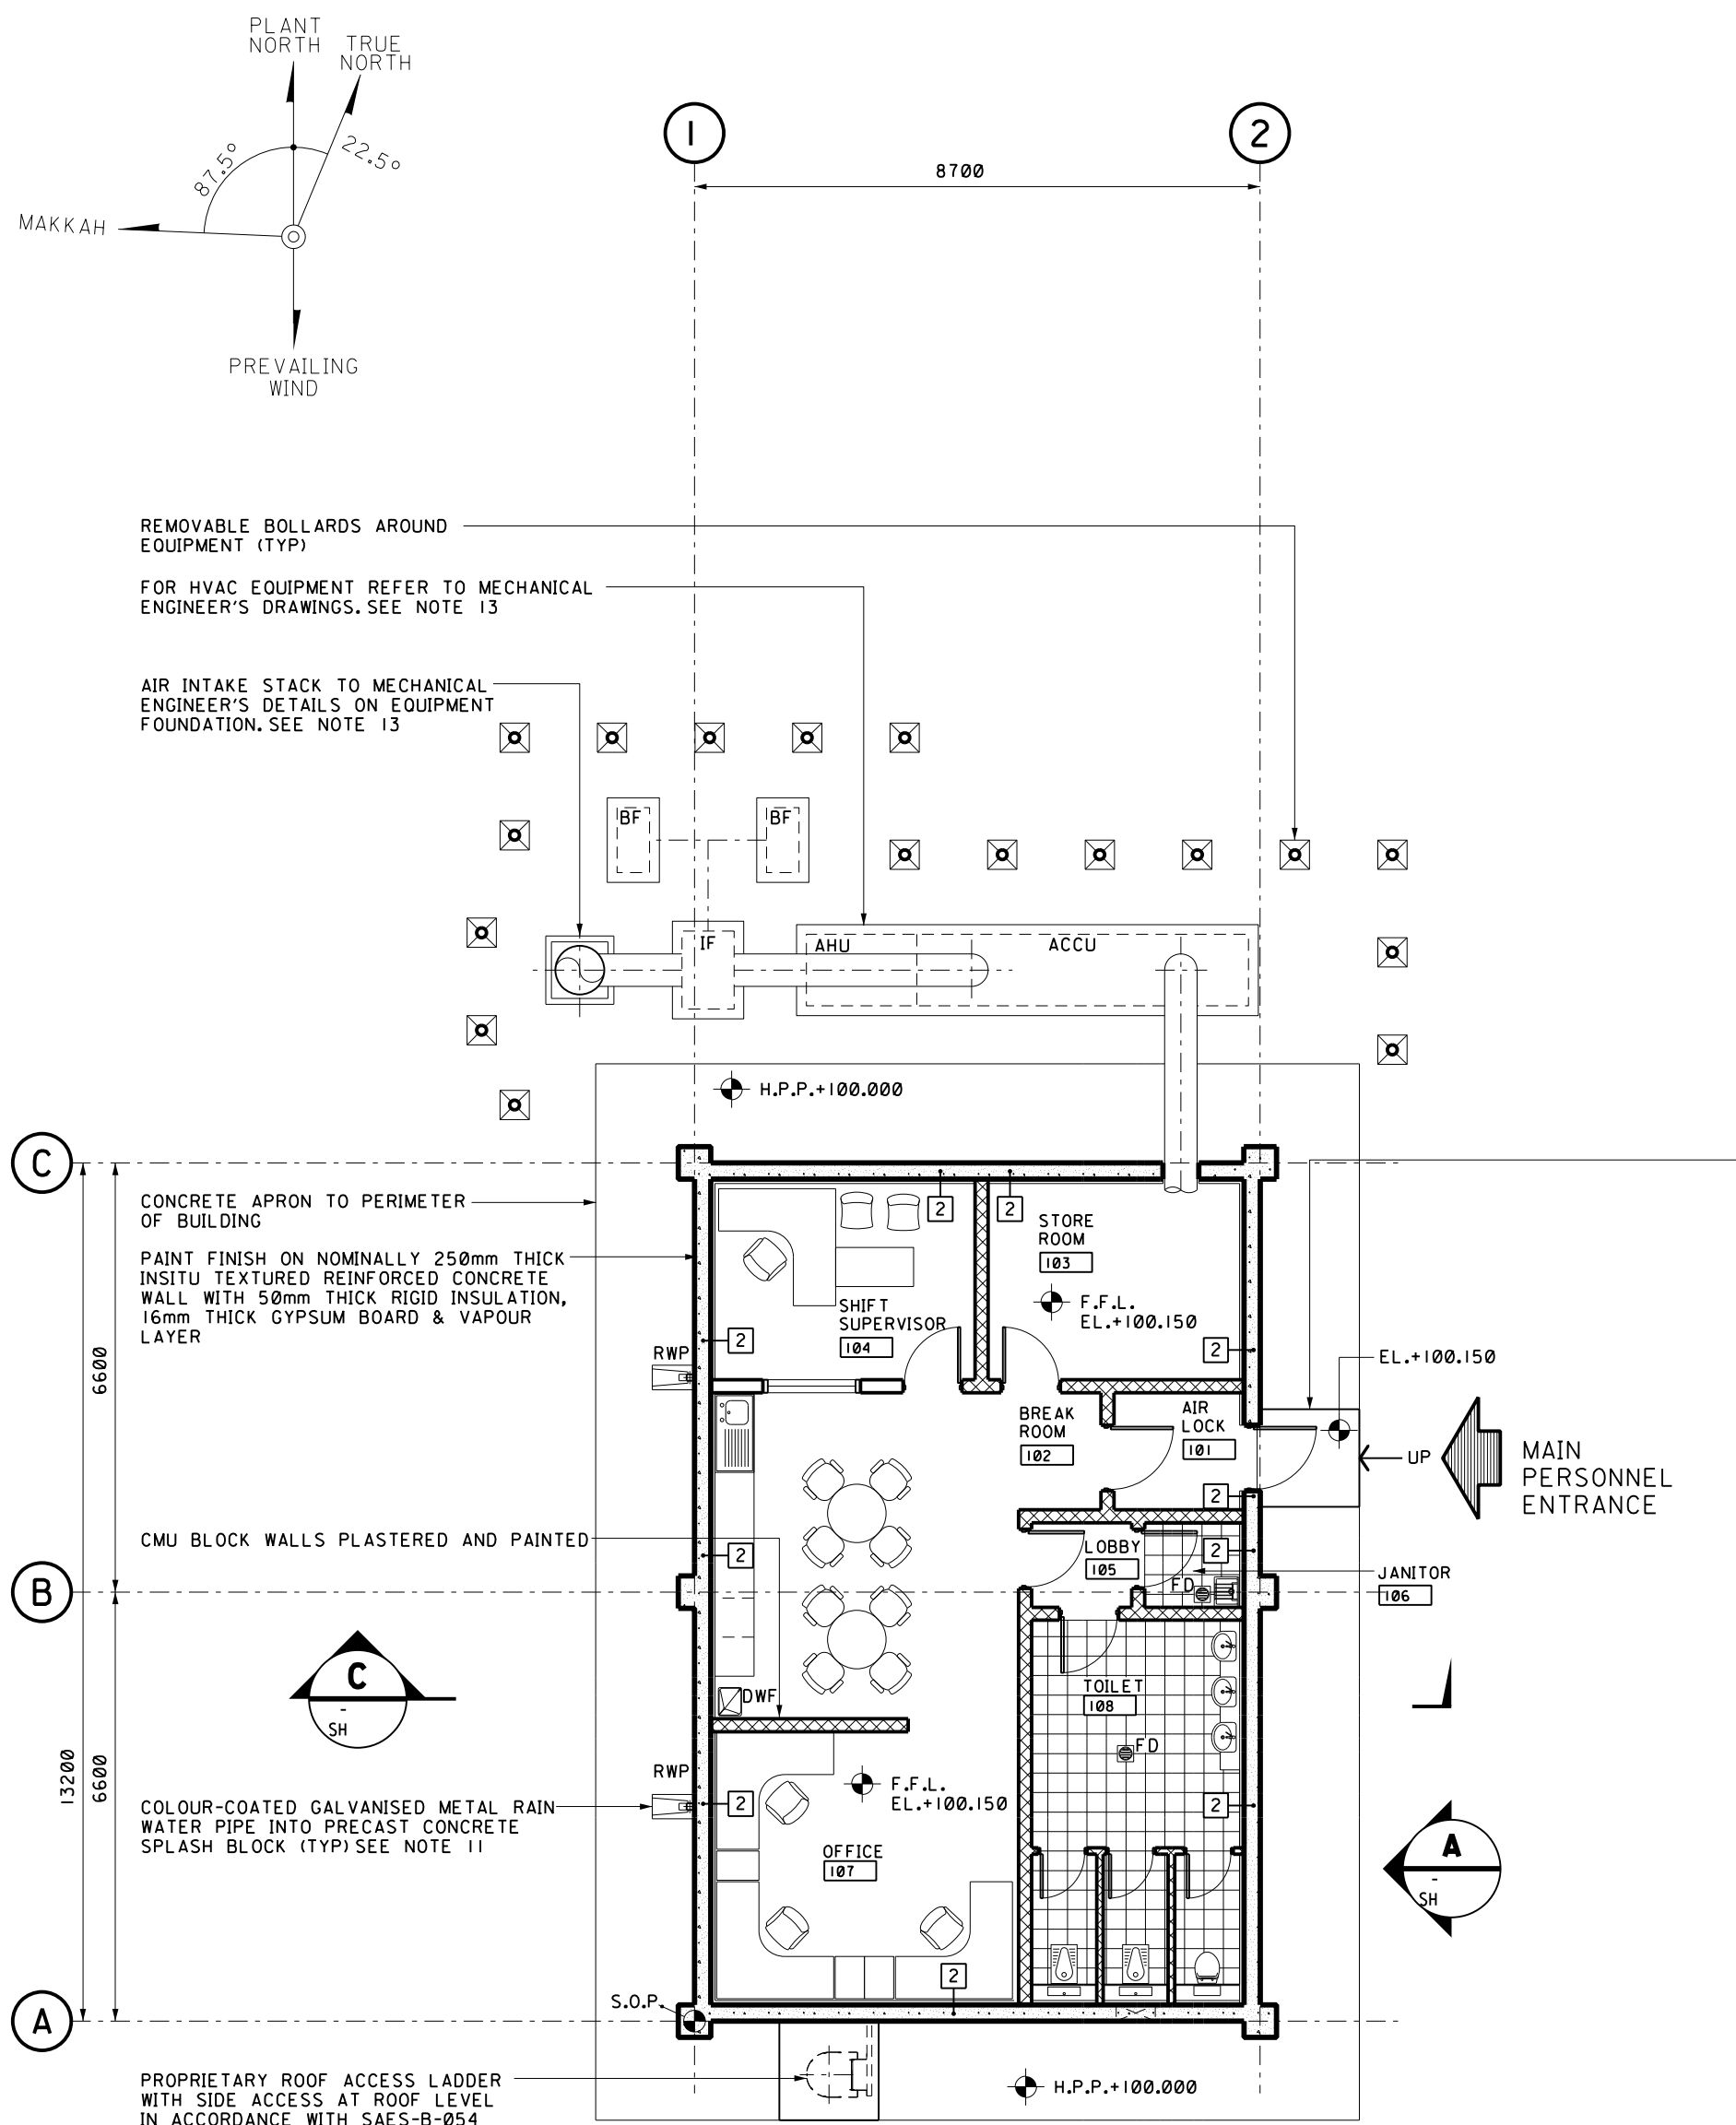 PLANT
NORTH
TRUE
NORTH
87.5°
22.5°
MAKKAH
PREVAILING
WIND
1
2
8700
REMOVABLE BOLLARDS AROUND
EQUIPMENT (TYP)
FOR HVAC EQUIPMENT REFER TO MECHANICAL
ENGINEER'S DRAWINGS. SEE NOTE 13
AIR INTAKE STACK TO MECHANICAL
ENGINEER'S DETAILS ON EQUIPMENT
FOUNDATION. SEE NOTE 13
BF
BF
IF
AHU
ACCU
H.P.P.+100.000
C
CONCRETE APRON TO PERIMETER
OF BUILDING
PAINT FINISH ON NOMINALLY 250mm THICK
INSITU TEXTURED REINFORCED CONCRETE
WALL WITH 50mm THICK RIGID INSULATION,
16mm THICK GYPSUM BOARD & VAPOUR
LAYER
6600
2
2
STORE
ROOM
103
F.F.L.
EL.+100.150
SHIFT
SUPERVISOR
104
2
2
RWP
EL.+100.150
BREAK
ROOM
102
AIR
LOCK
101
UP
MAIN
PERSONNEL
ENTRANCE
2
CMU BLOCK WALLS PLASTERED AND PAINTED
2
LOBBY
105
2
JANITOR
106
FD
B
C
-
SH
DWF
TOILET
108
FD
13200
6600
RWP
COLOUR-COATED GALVANISED METAL RAIN
WATER PIPE INTO PRECAST CONCRETE
SPLASH BLOCK (TYP) SEE NOTE 11
2
F.F.L.
EL.+100.150
2
OFFICE
107
A
-
SH
2
S.O.P.
A
PROPRIETARY ROOF ACCESS LADDER
WITH SIDE ACCESS AT ROOF LEVEL
IN ACCORDANCE WITH SAES-B-054
H.P.P.+100.000